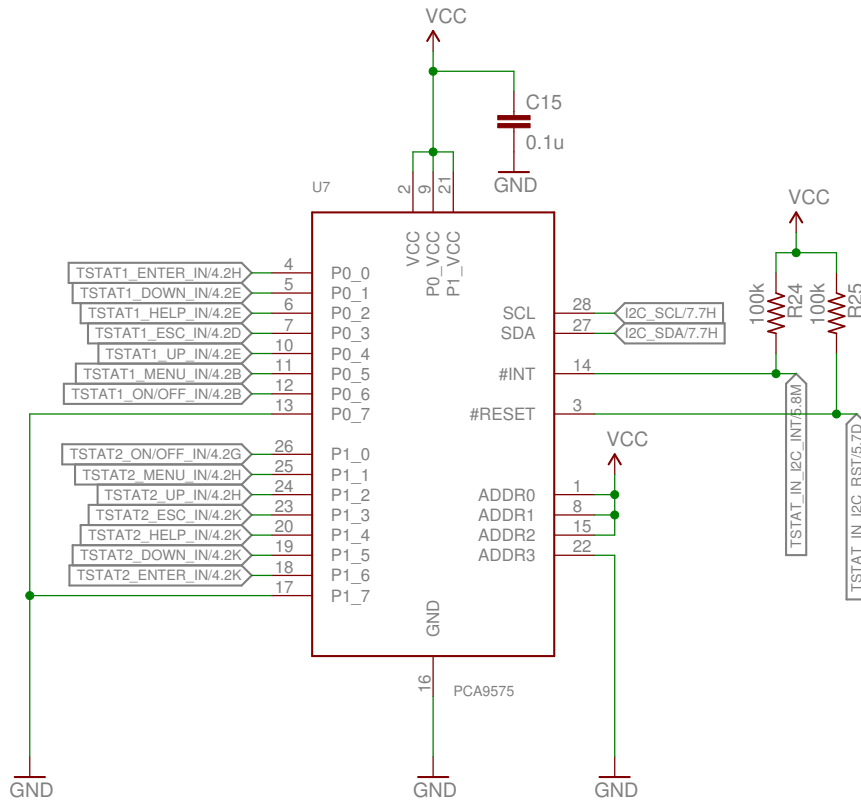 VCC
C15
0.1u
GND
U7
2
9
21
VCC
P0_VCC
P1_VCC
VCC
100k
R24
100k
R25
TSTAT1_ENTER_IN/4.2H 4 P0_0
TSTAT1_DOWN_IN/4.2E 5 P0_1
TSTAT1_HELP_IN/4.2E 6 P0_2
TSTAT1_ESC_IN/4.2D 7 P0_3
TSTAT1_UP_IN/4.2E 10 P0_4
TSTAT1_MENU_IN/4.2B 11 P0_5
TSTAT1_ON/OFF_IN/4.2B 12 P0_6
13 P0_7
TSTAT2_ON/OFF_IN/4.2G 26 P1_0
TSTAT2_MENU_IN/4.2H 25 P1_1
TSTAT2_UP_IN/4.2H 24 P1_2
TSTAT2_ESC_IN/4.2K 23 P1_3
TSTAT2_HELP_IN/4.2K 20 P1_4
TSTAT2_DOWN_IN/4.2K 19 P1_5
TSTAT2_ENTER_IN/4.2K 18 P1_6
17 P1_7
SCL 28 I2C_SCL/7.7H
SDA 27 I2C_SDA/7.7H
#INT 14
#RESET 3
TSTAT_IN_I2C_INT/5.8M
TSTAT_IN_I2C_RST/5.7D
VCC
ADDR0 1
ADDR1 8
ADDR2 15
ADDR3 22
GND
16
PCA9575
GND
GND
GND